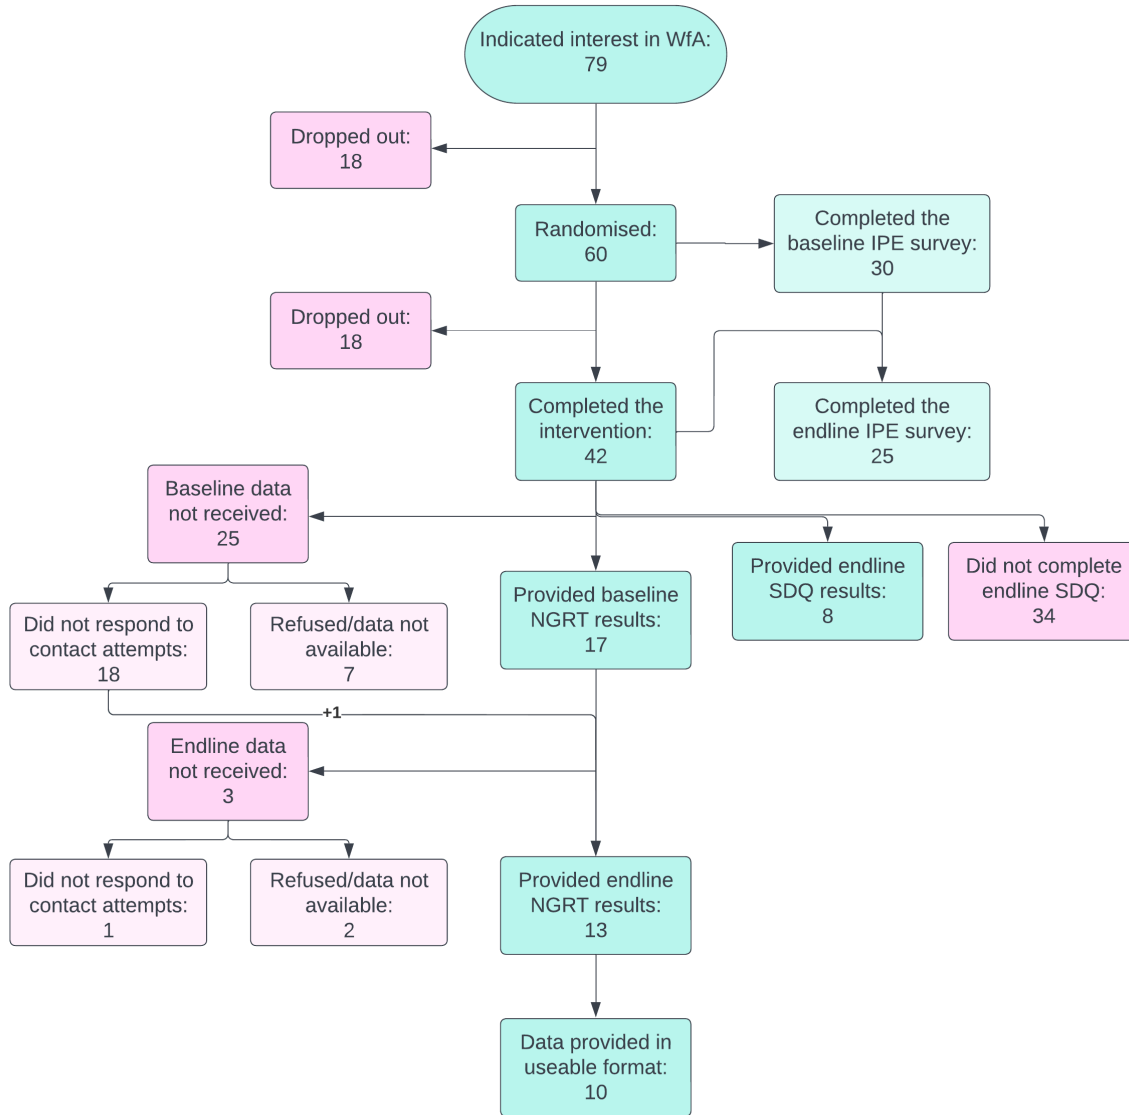 Indicated interest in WfA:
79
Dropped out:
18
Randomised:
60
Completed the
baseline IPE survey:
30
Dropped out:
18
Completed the
intervention:
42
Completed the
endline IPE survey:
25
Baseline data
not received:
25
Provided endline
SDQ results:
8
Did not complete
endline SDQ:
34
Provided baseline
NGRT results:
17
Did not respond to
contact attempts:
18
Refused/data not
available:
7
+1
Endline data
not received:
3
Did not respond to
contact attempts:
1
Refused/data not
available:
2
Provided endline
NGRT results:
13
Data provided in
useable format:
10